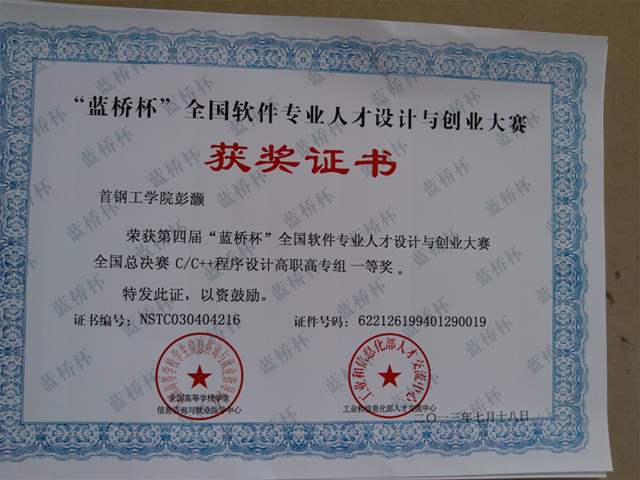 “蓝桥杯”全国软件专业人才设计与创业大赛
获奖证书
首钢工学院彭灏
荣获第四届“蓝桥杯”全国软件专业人才设计与创业大赛
全国总决赛 C/C++程序设计高职高专组 一等奖 。
特发此证，以资鼓励。
证书编号：NSTC030404216 证件号码：622126199401290019
全国高等学校学生
信息咨询与就业指导中心
工业和信息化部人才交流中心
二〇一三年七月十八日